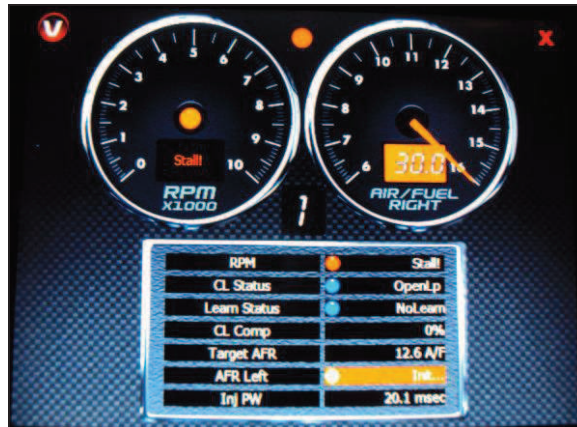 V
X
0 1 2 3 4 5 6 7 8 9 10
Stall!
RPM
X1000
6 7 8 9 10 11 12 13 14 15 16
30.0
AIR/FUEL
RIGHT
1
RPM Stall!
CL Status OpenLp
Learn Status NoLearn
CL Comp 0%
Target AFR 12.6 A/F
AFR Left Init...
Inj PW 20.1 msec